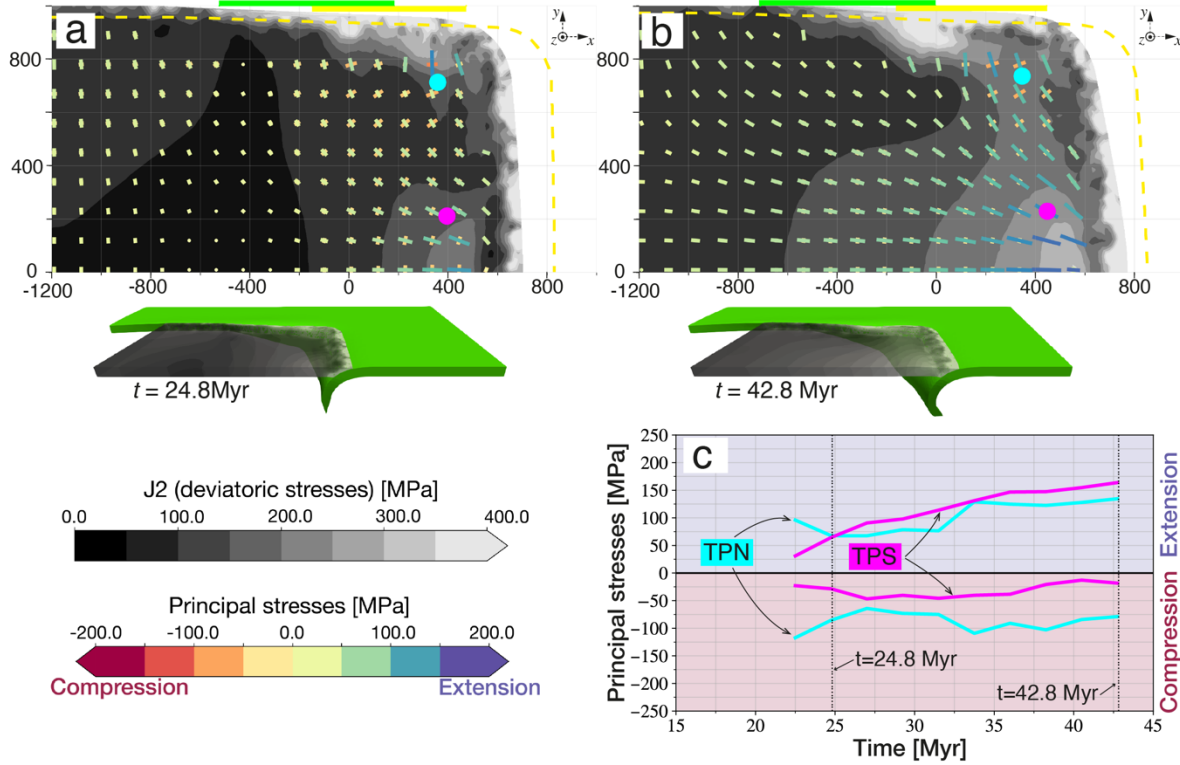 a
y
z
x
800
400
0
-1200
-800
-400
0
400
800
b
y
z
x
800
400
0
-1200
-800
-400
0
400
800
t = 24.8Myr
t = 42.8 Myr
J2 (deviatoric stresses) [MPa]
0.0
100.0
200.0
300.0
400.0
Principal stresses [MPa]
-200.0
-100.0
0.0
100.0
200.0
Compression
Extension
c
Principal stresses [MPa]
250
200
150
100
50
0
−50
−100
−150
−200
−250
TPN
TPS
t=24.8 Myr
t=42.8 Myr
Extension
Compression
15
20
25
30
35
40
45
Time [Myr]